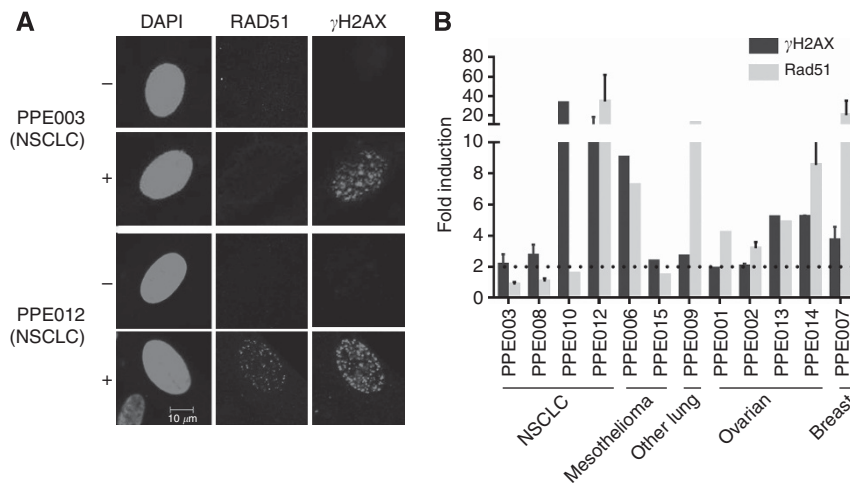 A
DAPI RAD51 γH2AX
PPE003
(NSCLC)
−
+
PPE012
(NSCLC)
−
+
10 μm
B
γH2AX
Rad51
Fold induction
80
60
40
20
10
8
6
4
2
0
PPE003
PPE008
PPE010
PPE012
PPE006
PPE015
PPE009
PPE001
PPE002
PPE013
PPE014
PPE007
NSCLC
Mesothelioma
Other lung
Ovarian
Breast